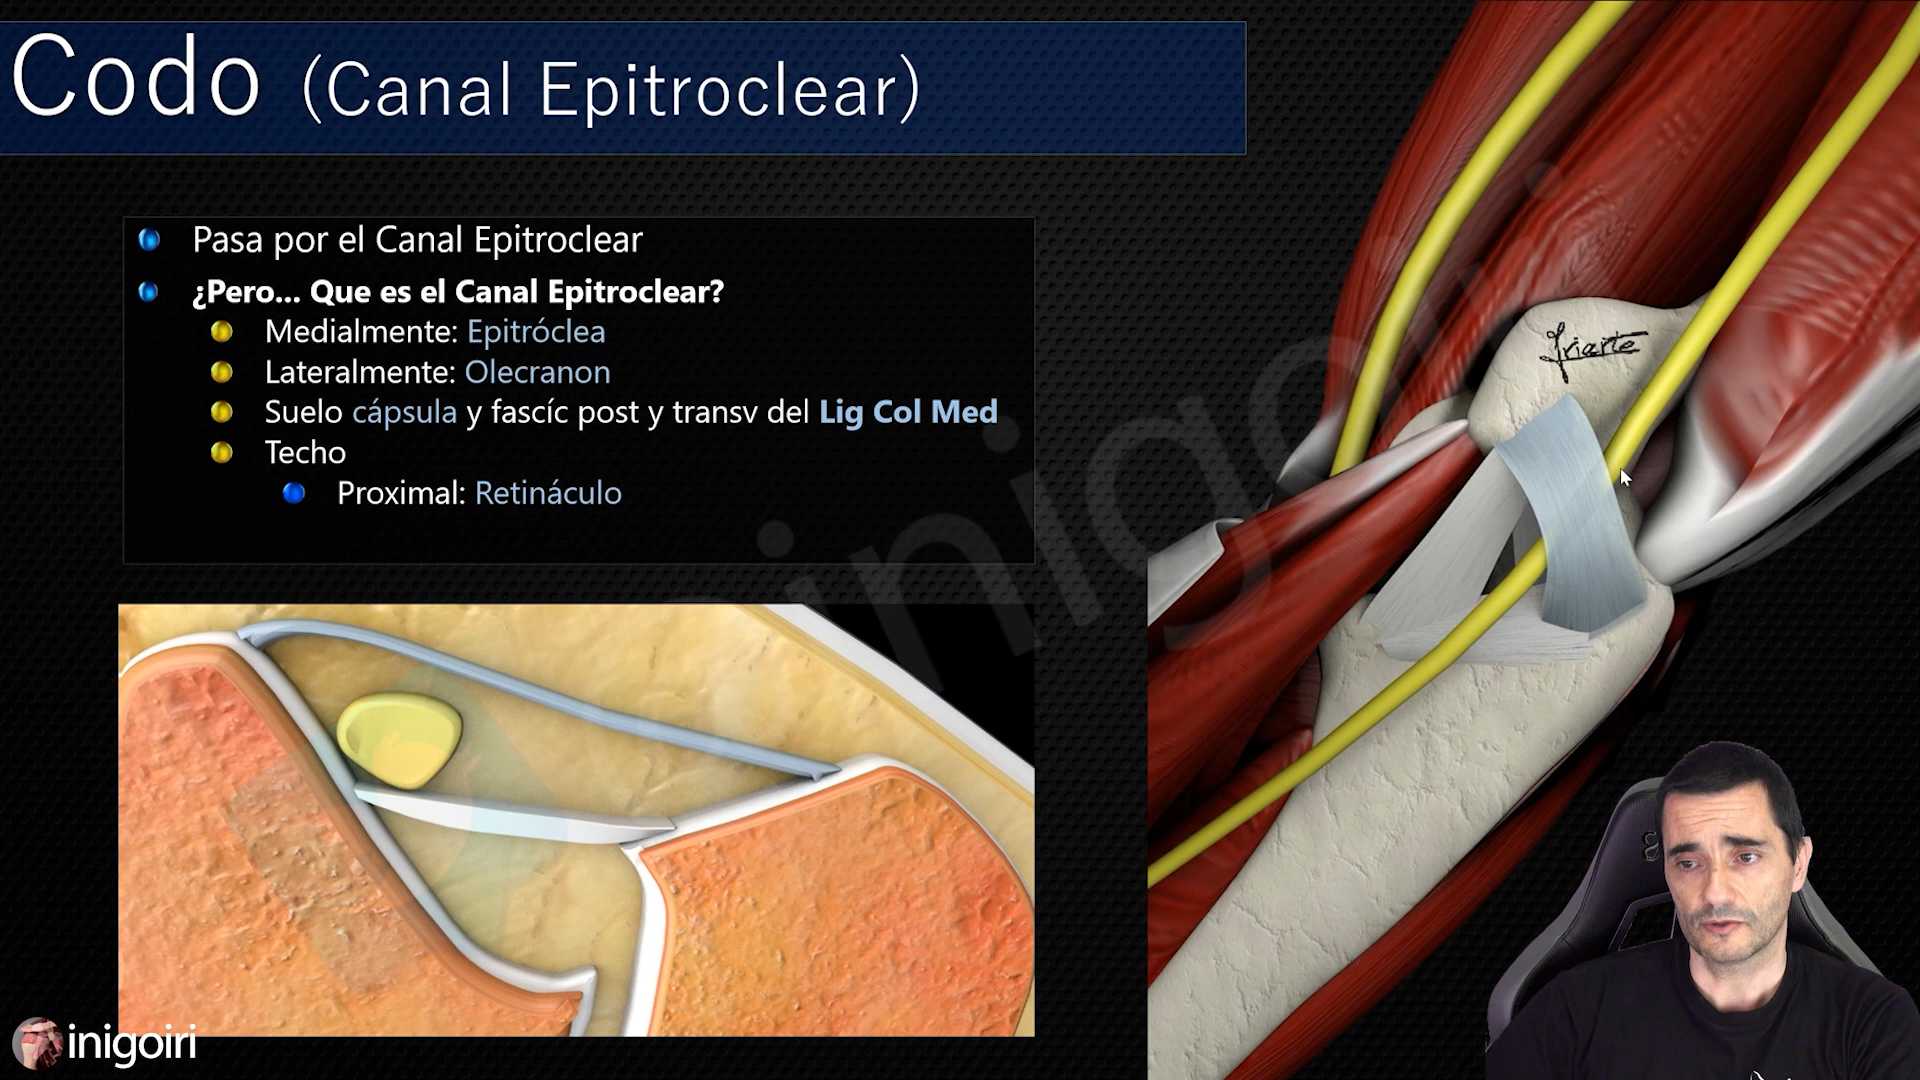 Codo (Canal Epitroclear)
Pasa por el Canal Epitroclear
¿Pero... Que es el Canal Epitroclear?
Medialmente: Epitróclea
Lateralmente: Olecranon
Suelo cápsula y fascíc post y transv del Lig Col Med
Techo
Proximal: Retináculo
Iriarte
inigoiri
inigoiri